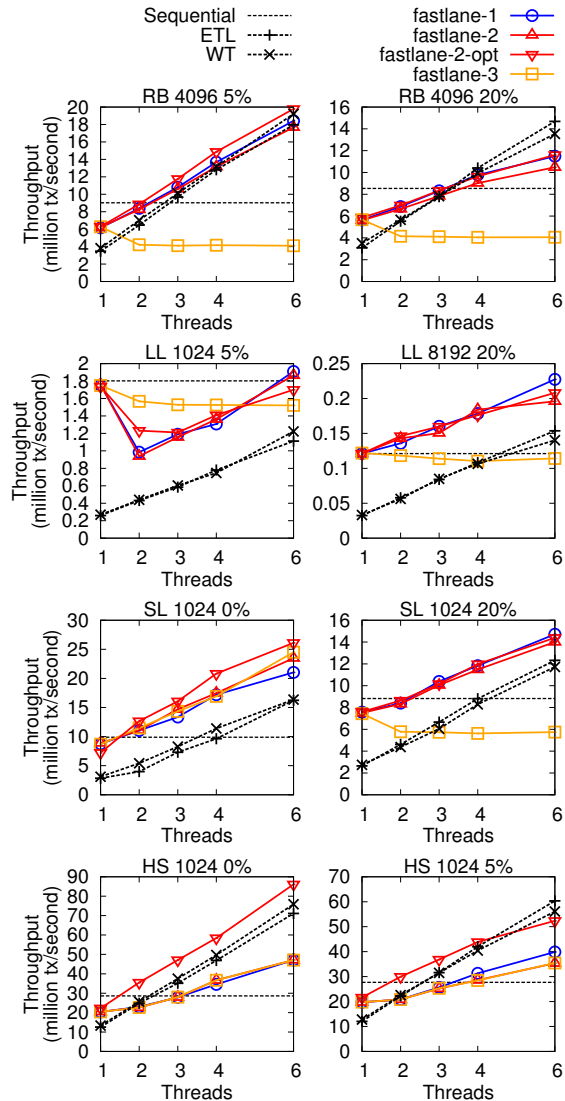 Sequential
ETL
WT
fastlane-1
fastlane-2
fastlane-2-opt
fastlane-3
RB 4096 5%
Throughput
(million tx/second)
20
18
16
14
12
10
8
6
4
2
0
1 2 3 4 6
Threads
RB 4096 20%
16
14
12
10
8
6
4
2
0
1 2 3 4 6
Threads
LL 1024 5%
Throughput
(million tx/second)
2
1.8
1.6
1.4
1.2
1
0.8
0.6
0.4
0.2
0
1 2 3 4 6
Threads
LL 8192 20%
0.25
0.2
0.15
0.1
0.05
0
1 2 3 4 6
Threads
SL 1024 0%
Throughput
(million tx/second)
30
25
20
15
10
5
0
1 2 3 4 6
Threads
SL 1024 20%
16
14
12
10
8
6
4
2
0
1 2 3 4 6
Threads
HS 1024 0%
Throughput
(million tx/second)
90
80
70
60
50
40
30
20
10
0
1 2 3 4 6
Threads
HS 1024 5%
70
60
50
40
30
20
10
0
1 2 3 4 6
Threads